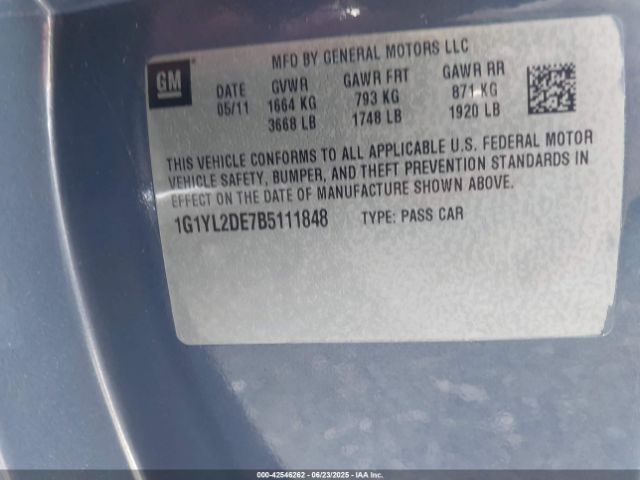 GM
MFD BY GENERAL MOTORS LLC
DATE GVWR GAWR FRT GAWR RR
05/11 1664 KG 793 KG 871 KG
3668 LB 1748 LB 1920 LB
THIS VEHICLE CONFORMS TO ALL APPLICABLE U.S. FEDERAL MOTOR
VEHICLE SAFETY, BUMPER, AND THEFT PREVENTION STANDARDS IN
EFFECT ON THE DATE OF MANUFACTURE SHOWN ABOVE.
1G1YL2DE7B5111848 TYPE: PASS CAR
000-42546262 - 06/23/2025 - COPYRIGHT IAA, LLC